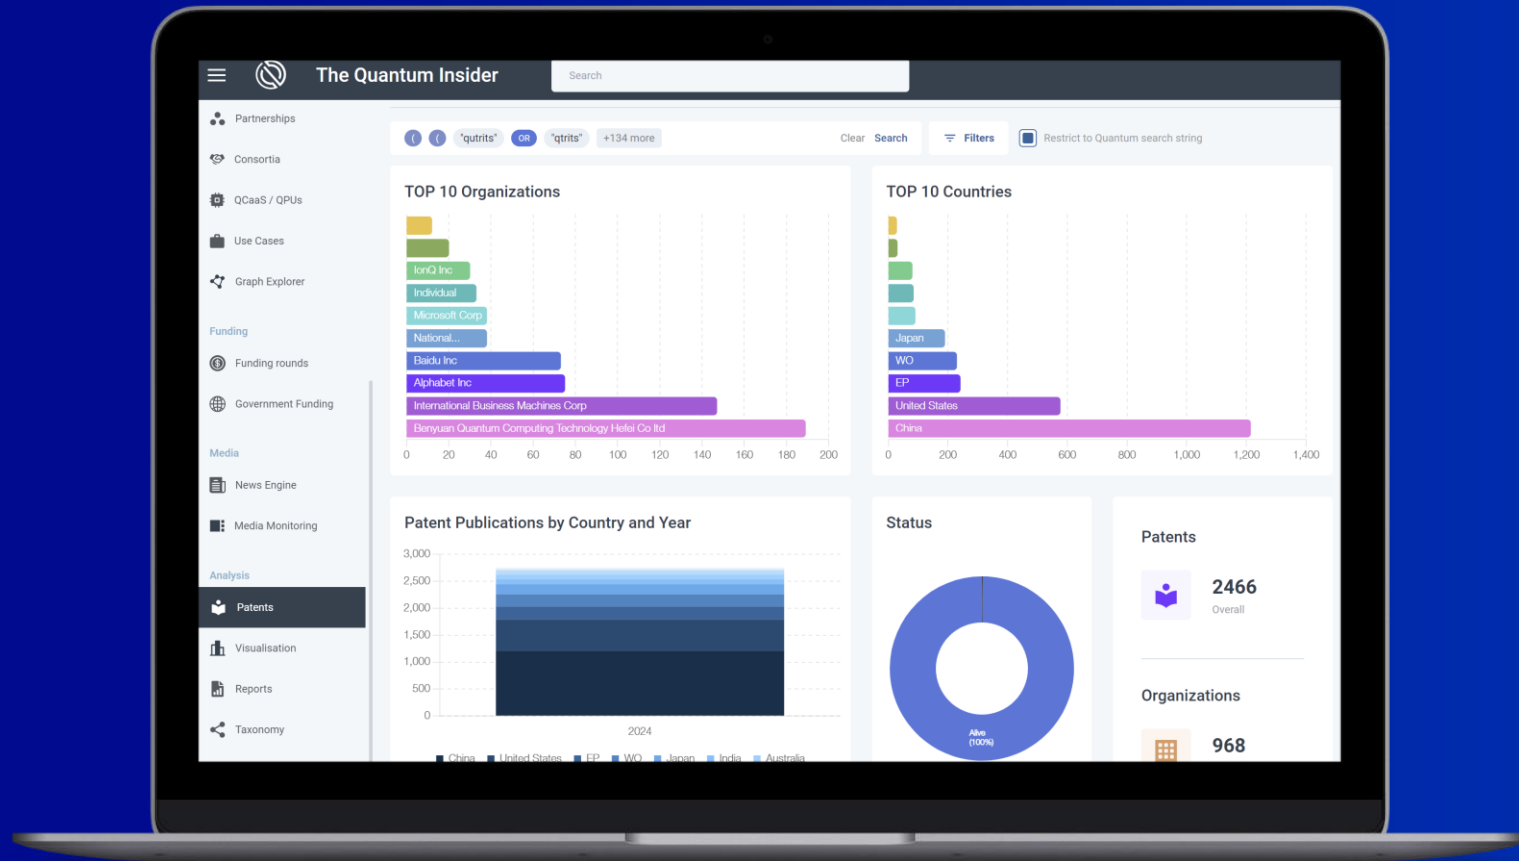 The Quantum Insider
Search
Partnerships
Consortia
QCaaS / QPUs
Use Cases
Graph Explorer
Funding
Funding rounds
Government Funding
Media
News Engine
Media Monitoring
Analysis
Patents
Visualisation
Reports
Taxonomy
( ( "qutrits" OR "qtrits" +134 more
Clear Search
Filters
Restrict to Quantum search string
TOP 10 Organizations
IonQ Inc
Individual
Microsoft Corp
National...
Baidu Inc
Alphabet Inc
International Business Machines Corp
Benyuan Quantum Computing Technology Hefei Co ltd
0 20 40 60 80 100 120 140 160 180 200
TOP 10 Countries
Japan
WO
EP
United States
China
0 200 400 600 800 1,000 1,200 1,400
Patent Publications by Country and Year
3,000
2,500
2,000
1,500
1,000
500
0
2024
China United States EP WO Japan India Australia
Status
Alive
(100%)
Patents
2466
Overall
Organizations
968